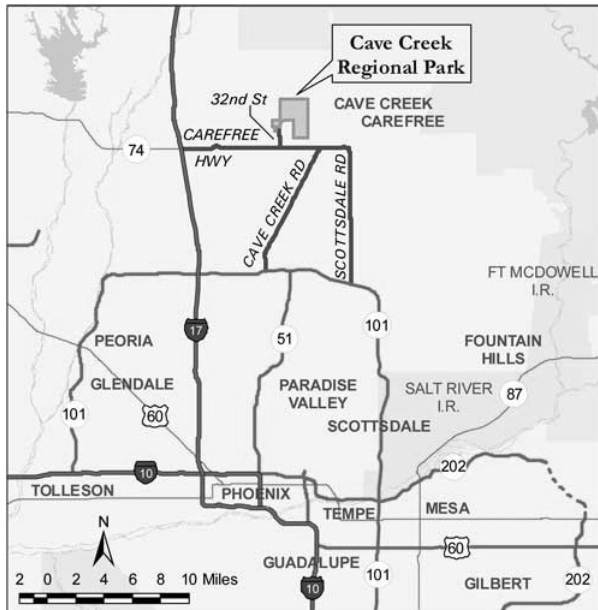 Cave Creek
Regional Park
32nd St
CAVE CREEK
CAREFREE
CAREFREE
HWY
74
CAVE CREEK RD
SCOTTSDALE RD
FT MCDOWELL
I.R.
17
51
101
PEORIA
FOUNTAIN
HILLS
GLENDALE
PARADISE
VALLEY
SALT RIVER
I.R.
87
101
60
SCOTTSDALE
202
10
TOLLESON
PHOENIX
TEMPE
MESA
N
GUADALUPE
60
2 0 2 4 6 8 10 Miles
10
101
GILBERT
202